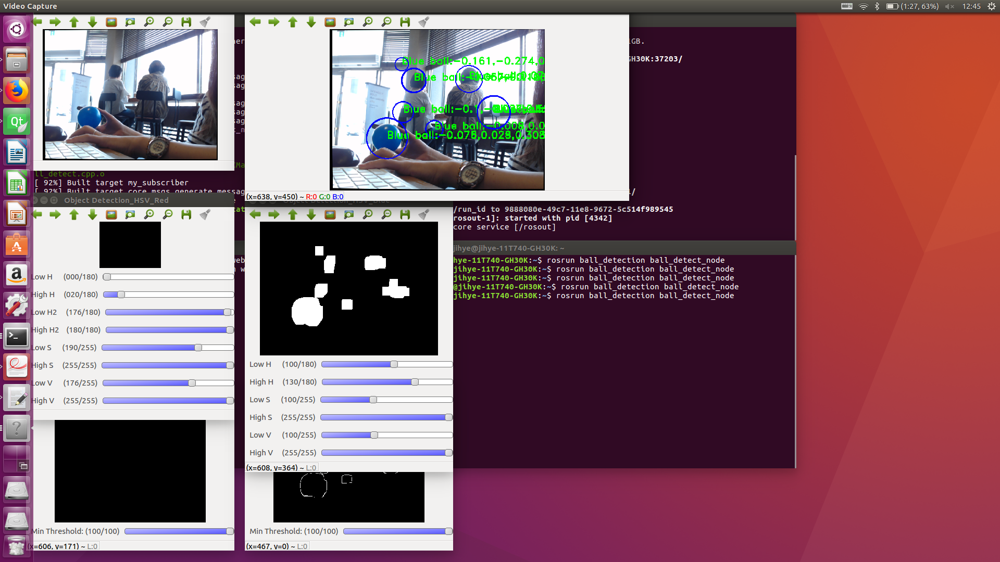 Video Capture
(1:27, 63%)
12:45
1GB.
GH30K:37203/
Blue ball:-0.161,-0.274,0
Blue ball:
Blue ball:-0.1,-
Blue ball:-0.008,0.0
Blue ball:-0.075,0.029,0.308
ll_detect.cpp.o
[ 92%] Built target my_subscriber
[ 92%] Built target core_msgs_generate_messag
(x=638, y=450) ~ R:0 G:0 B:0
Object Detection_HSV_Red
Low H (000/180)
High H (020/180)
Low H2 (176/180)
High H2 (180/180)
Low S (190/255)
High S (255/255)
Low V (176/255)
High V (255/255)
Min Threshold: (100/100)
(x=606, y=171) ~ L:0
Low H (100/180)
High H (130/180)
Low S (100/255)
High S (255/255)
Low V (100/255)
High V (255/255)
(x=608, y=364) ~ L:0
Min Threshold: (100/100)
(x=467, y=0) ~ L:0
/run_id to 9888080e-49c7-11e8-9672-5c514f989545
rosout-1]: started with pid [4342]
core service [/rosout]
jihye@jihye-11T740-GH30K: ~
hye-11T740-GH30K:~$ rosrun ball_detection ball_detect_node
jihye-11T740-GH30K:~$ rosrun ball_detection ball_detect_node
jihye-11T740-GH30K:~$ rosrun ball_detection ball_detect_node
@jihye-11T740-GH30K:~$ rosrun ball_detection ball_detect_node
jihye-11T740-GH30K:~$ rosrun ball_detection ball_detect_node